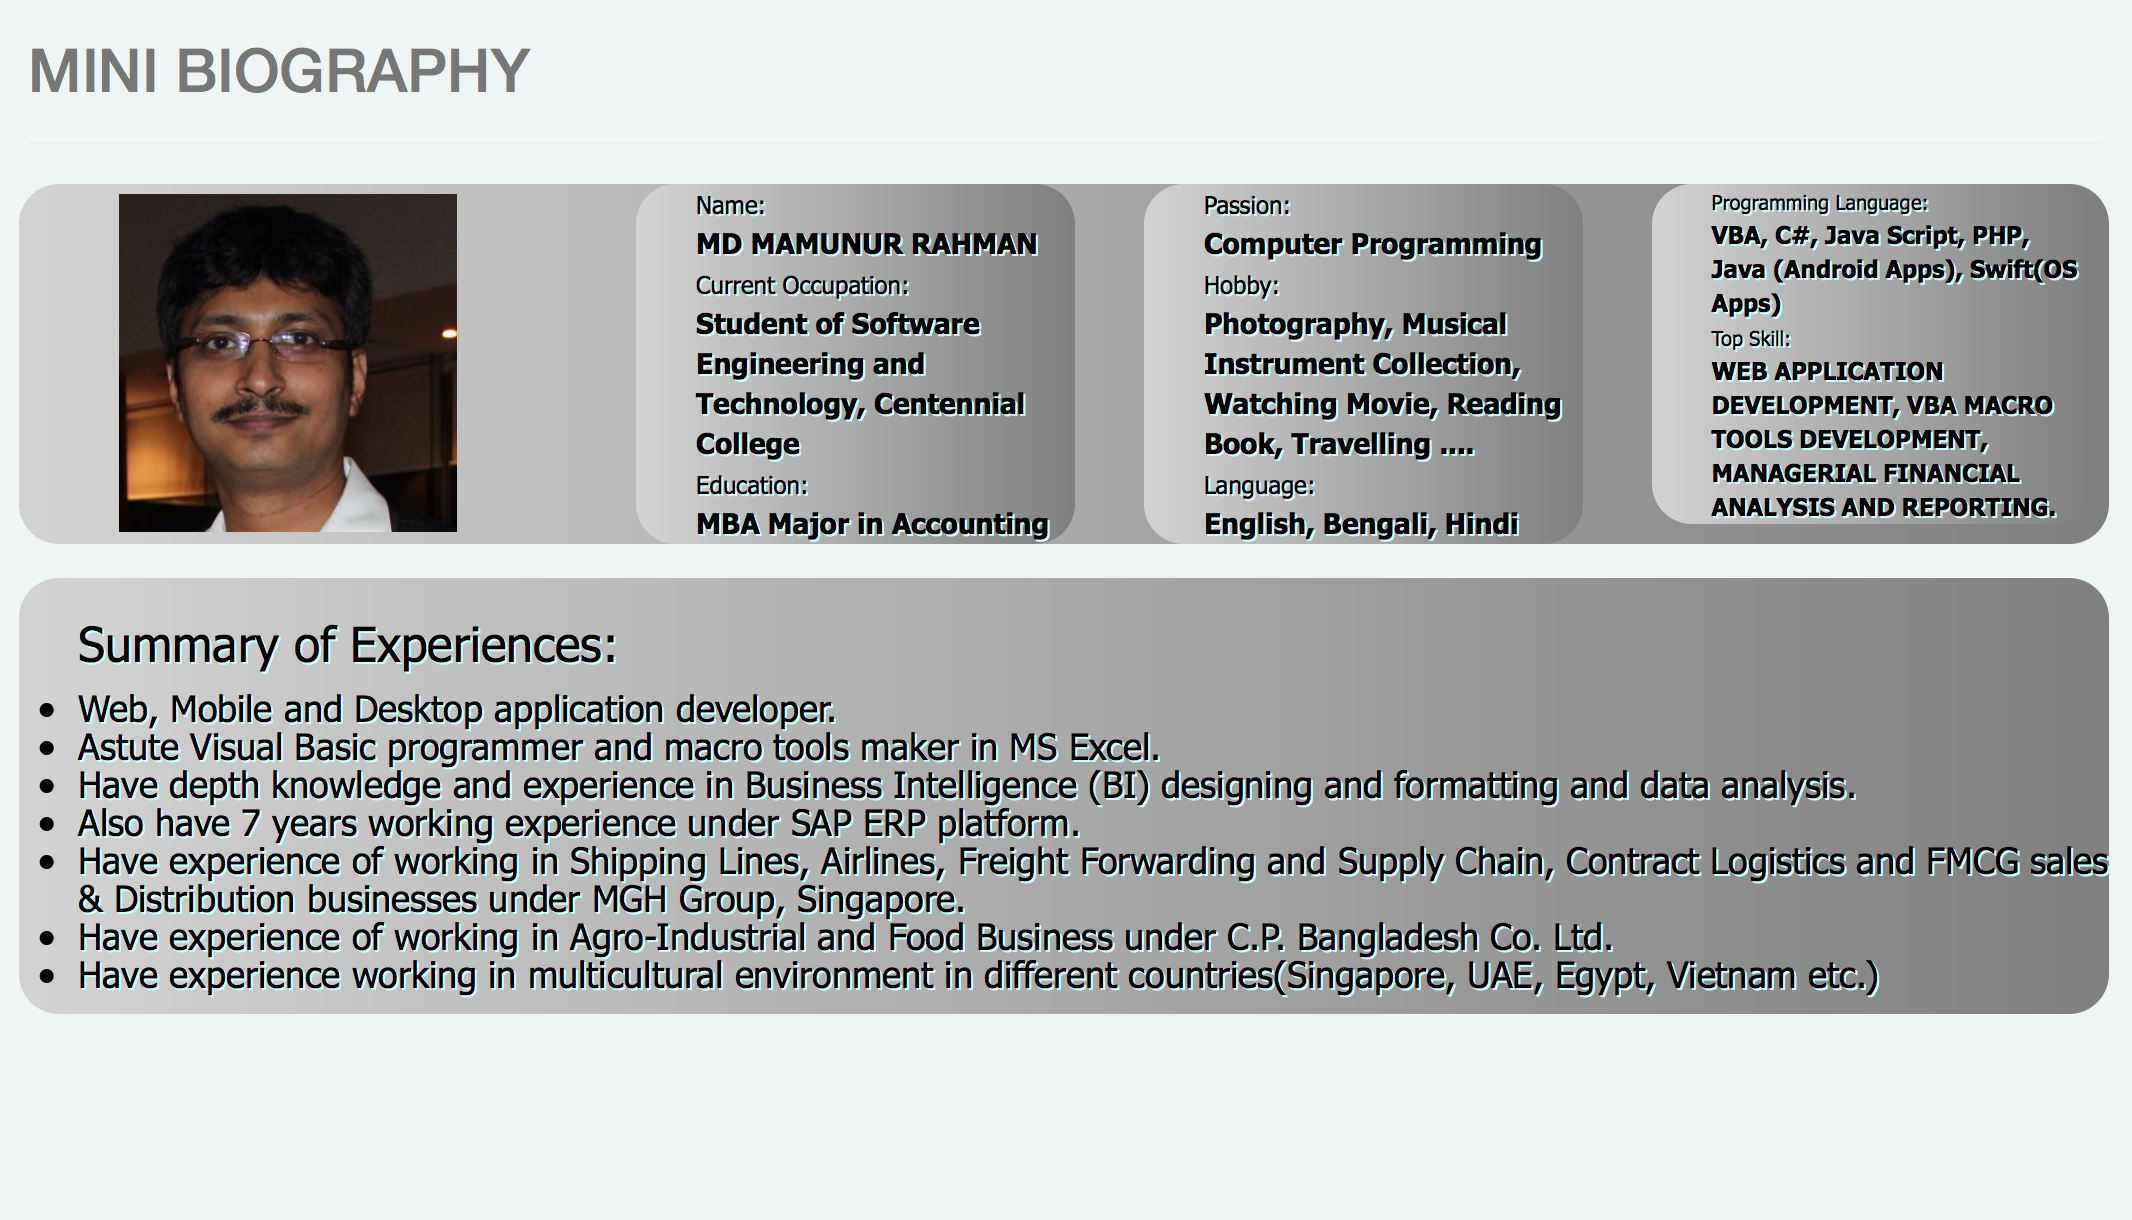 MINI BIOGRAPHY
Name:
MD MAMUNUR RAHMAN
Current Occupation:
Student of Software
Engineering and
Technology, Centennial
College
Education:
MBA Major in Accounting
Passion:
Computer Programming
Hobby:
Photography, Musical
Instrument Collection,
Watching Movie, Reading
Book, Travelling ....
Language:
English, Bengali, Hindi
Programming Language:
VBA, C#, Java Script, PHP,
Java (Android Apps), Swift(OS
Apps)
Top Skill:
WEB APPLICATION
DEVELOPMENT, VBA MACRO
TOOLS DEVELOPMENT,
MANAGERIAL FINANCIAL
ANALYSIS AND REPORTING.
Summary of Experiences:
• Web, Mobile and Desktop application developer.
• Astute Visual Basic programmer and macro tools maker in MS Excel.
• Have depth knowledge and experience in Business Intelligence (BI) designing and formatting and data analysis.
• Also have 7 years working experience under SAP ERP platform.
• Have experience of working in Shipping Lines, Airlines, Freight Forwarding and Supply Chain, Contract Logistics and FMCG sales
& Distribution businesses under MGH Group, Singapore.
• Have experience of working in Agro-Industrial and Food Business under C.P. Bangladesh Co. Ltd.
• Have experience working in multicultural environment in different countries(Singapore, UAE, Egypt, Vietnam etc.)